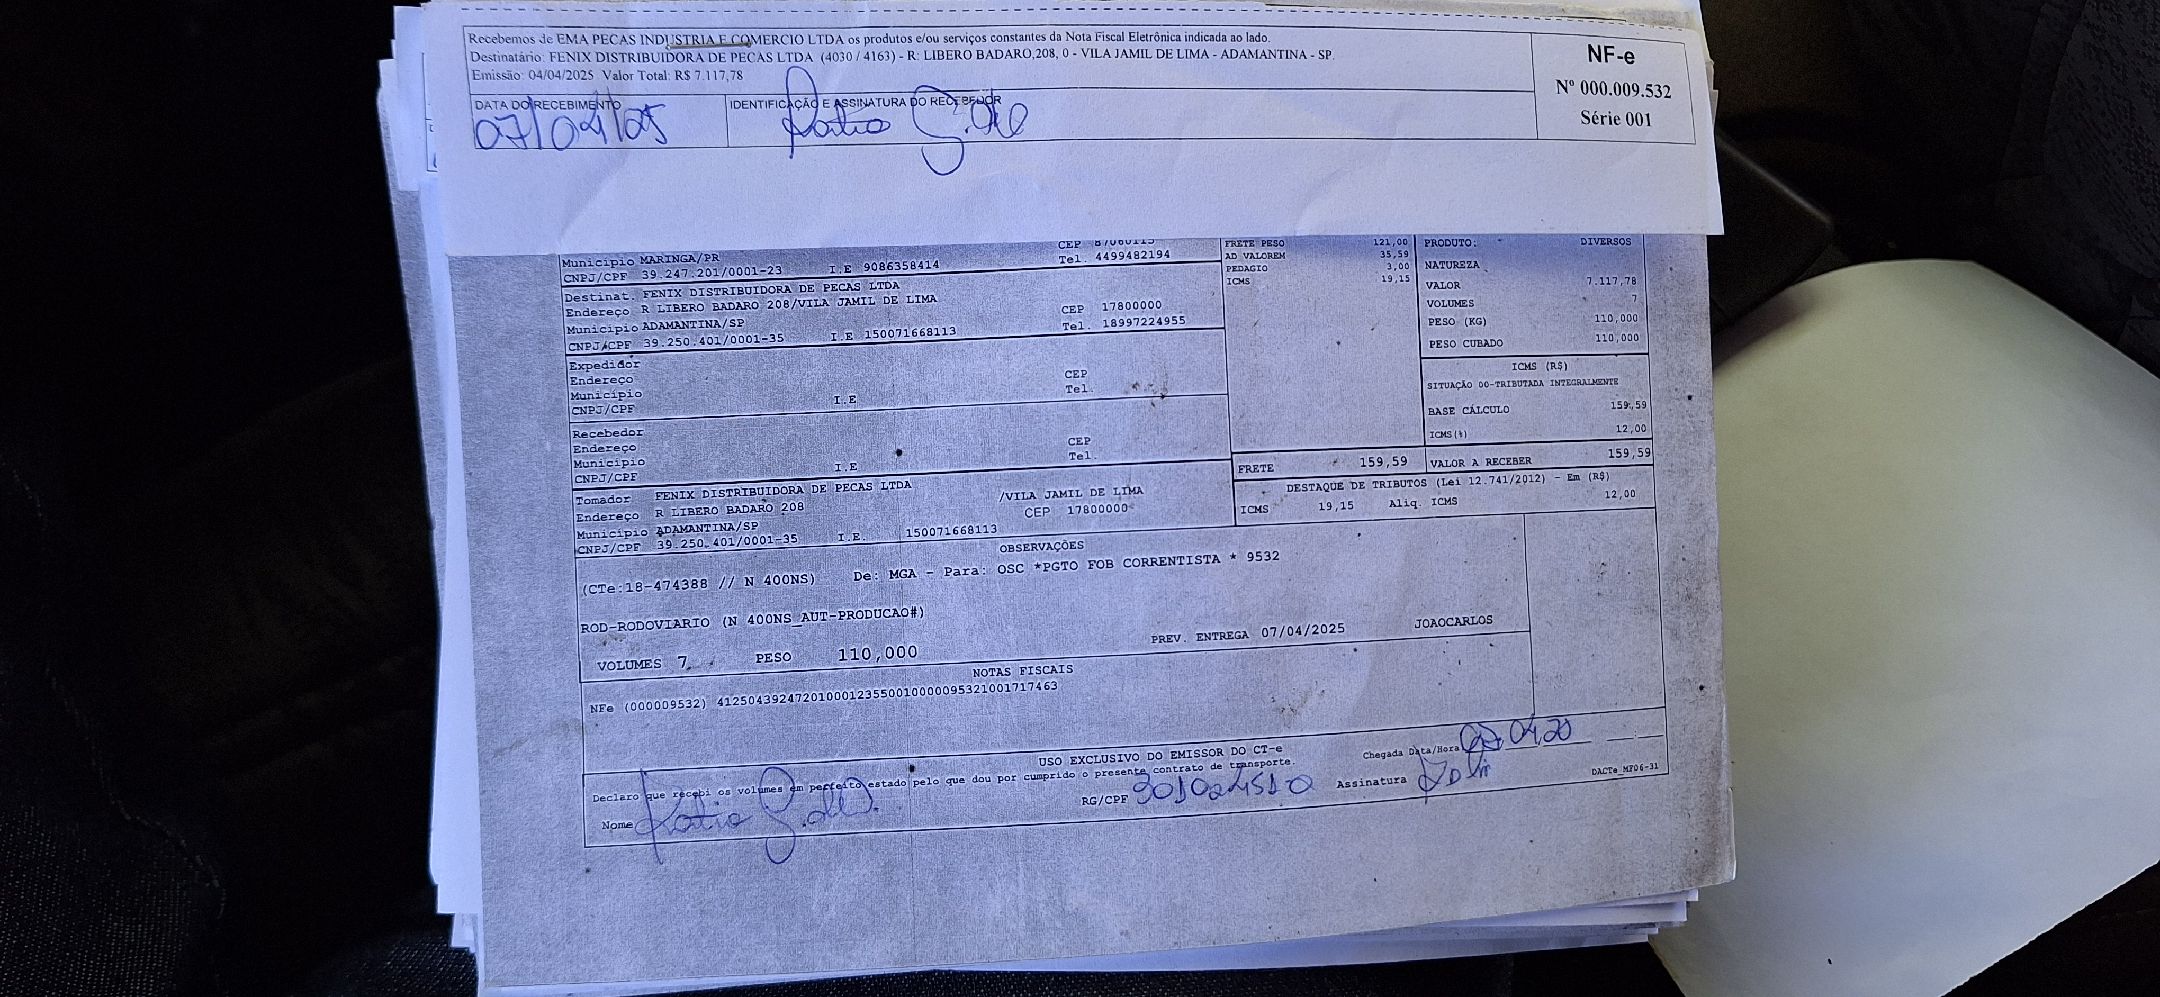 Recebemos de EMA PECAS INDUSTRIA E COMERCIO LTDA os produtos e/ou serviços constantes da Nota Fiscal Eletrônica indicada ao lado.
Destinatário: FENIX DISTRIBUIDORA DE PECAS LTDA (4030 / 4163) - R: LIBERO BADARO,208, 0 - VILA JAMIL DE LIMA - ADAMANTINA - SP.
Emissão: 04/04/2025 Valor Total: R$ 7.117,78
DATA DO RECEBIMENTO
07/04/25
IDENTIFICAÇÃO E ASSINATURA DO RECEBEDOR
NF-e
Nº 000.009.532
Série 001
CEP 87060115
Município MARINGA/PR Tel. 4499482194
CNPJ/CPF 39.247.201/0001-23 I.E 9086358414
Destinat. FENIX DISTRIBUIDORA DE PECAS LTDA
Endereço R LIBERO BADARO 208/VILA JAMIL DE LIMA CEP 17800000
Município ADAMANTINA/SP Tel. 18997224955
CNPJ/CPF 39.250.401/0001-35 I.E 150071668113
Expedidor
Endereço CEP
Município Tel.
CNPJ/CPF I.E
Recebedor
Endereço CEP
Município Tel.
CNPJ/CPF I.E
Tomador FENIX DISTRIBUIDORA DE PECAS LTDA
Endereço R LIBERO BADARO 208 /VILA JAMIL DE LIMA
Município ADAMANTINA/SP CEP 17800000
CNPJ/CPF 39.250.401/0001-35 I.E. 150071668113
FRETE PESO 121,00
AD VALOREM 35,59
PEDAGIO 3,00
ICMS 19,15
PRODUTO: DIVERSOS
NATUREZA
VALOR 7.117,78
VOLUMES 7
PESO (KG) 110,000
PESO CUBADO 110,000
ICMS (R$)
SITUAÇÃO 00-TRIBUTADA INTEGRALMENTE
BASE CÁLCULO 159,59
ICMS(%) 12,00
FRETE 159,59 VALOR A RECEBER 159,59
DESTAQUE DE TRIBUTOS (Lei 12.741/2012) - Em (R$)
ICMS 19,15 Aliq. ICMS 12,00
OBSERVAÇÕES
(CTe:18-474388 // N 400NS) De: MGA - Para: OSC *PGTO FOB CORRENTISTA * 9532
ROD-RODOVIARIO (N 400NS_AUT-PRODUCAO#)
VOLUMES 7 PESO 110,000 PREV. ENTREGA 07/04/2025 JOAOCARLOS
NOTAS FISCAIS
NFe (000009532) 41250439247201000123550010000095321001717463
USO EXCLUSIVO DO EMISSOR DO CT-e
Declaro que recebi os volumes em perfeito estado pelo que dou por cumprido o presente contrato de transporte.
Chegada Data/Hora
Nome
RG/CPF
Assinatura
DACTe_MP06-31